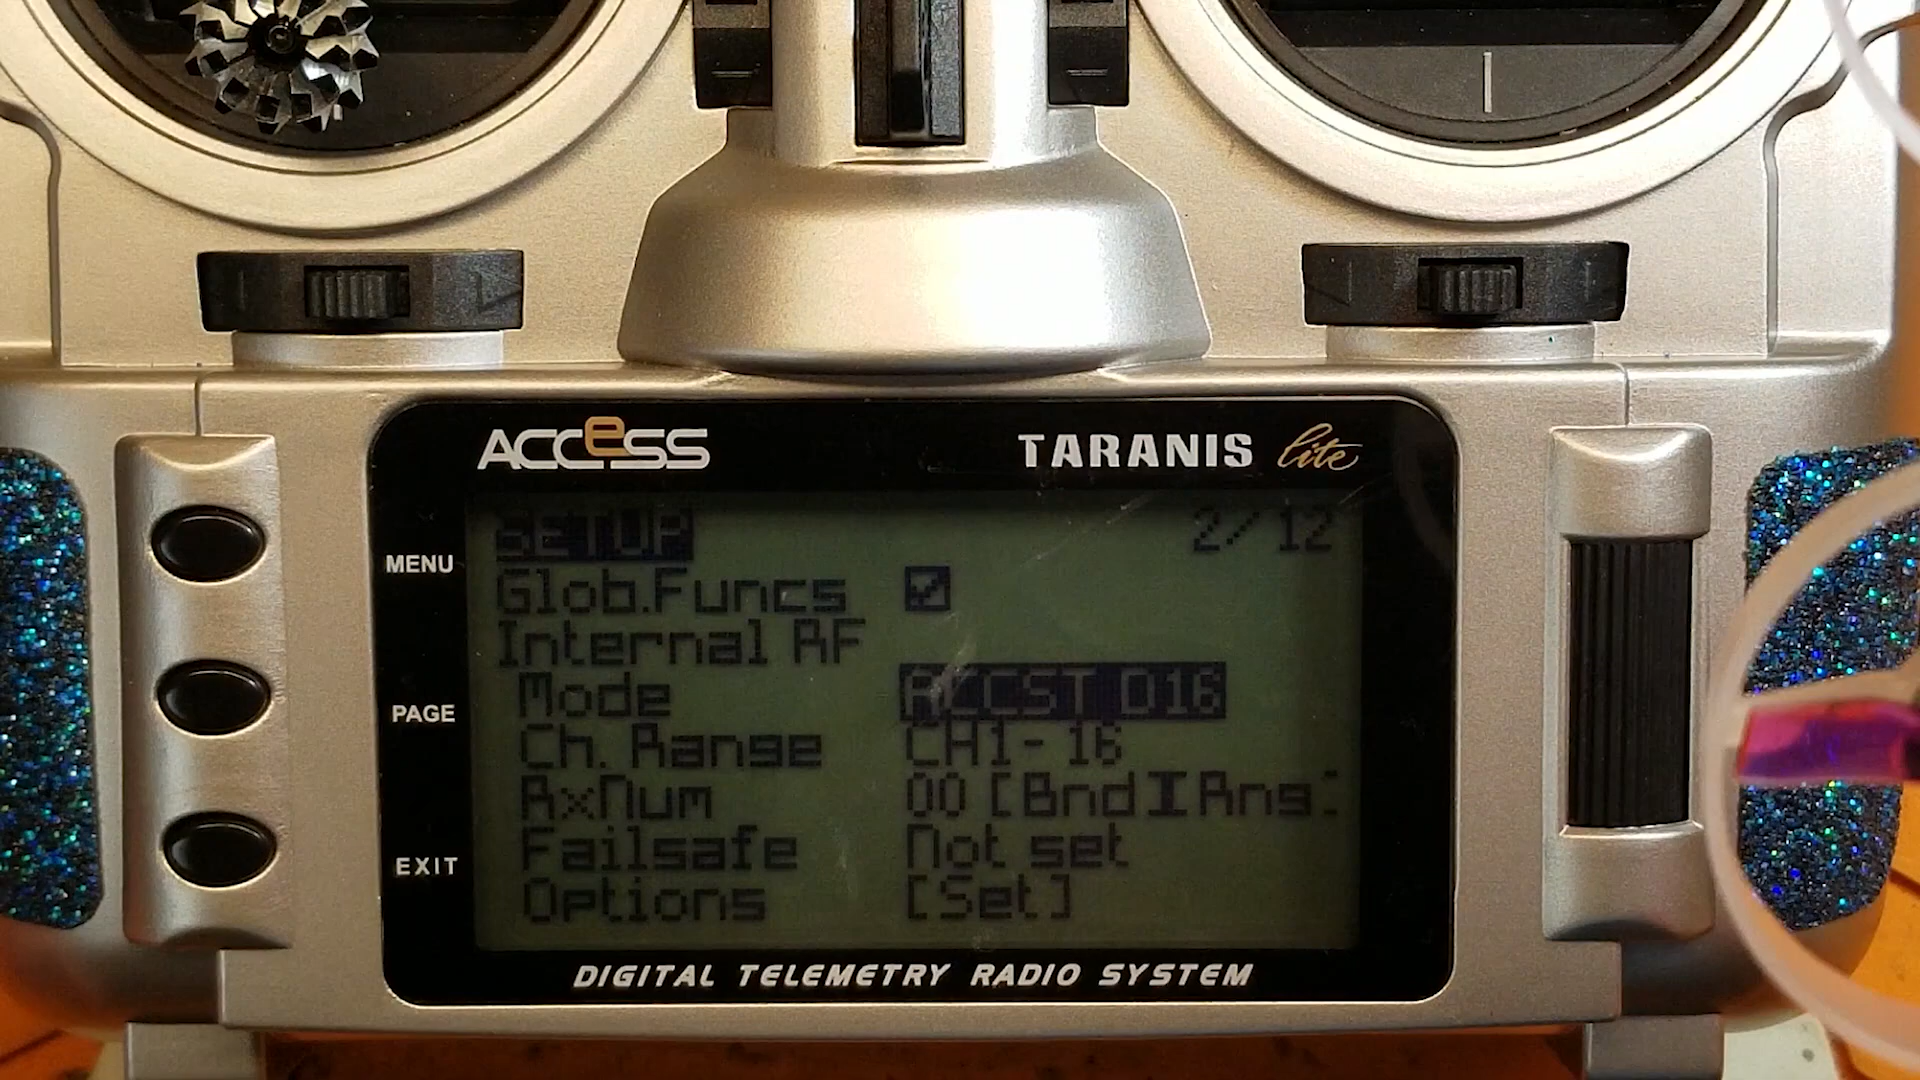 ACCeSS TARANIS lite
SETUP 2/12
Glob.Funcs
Internal RF
Mode ACCST D16
Ch. Range CH1-16
RxNum 00 [Bnd Rng]
Failsafe Not set
Options [Set]
MENU
PAGE
EXIT
DIGITAL TELEMETRY RADIO SYSTEM